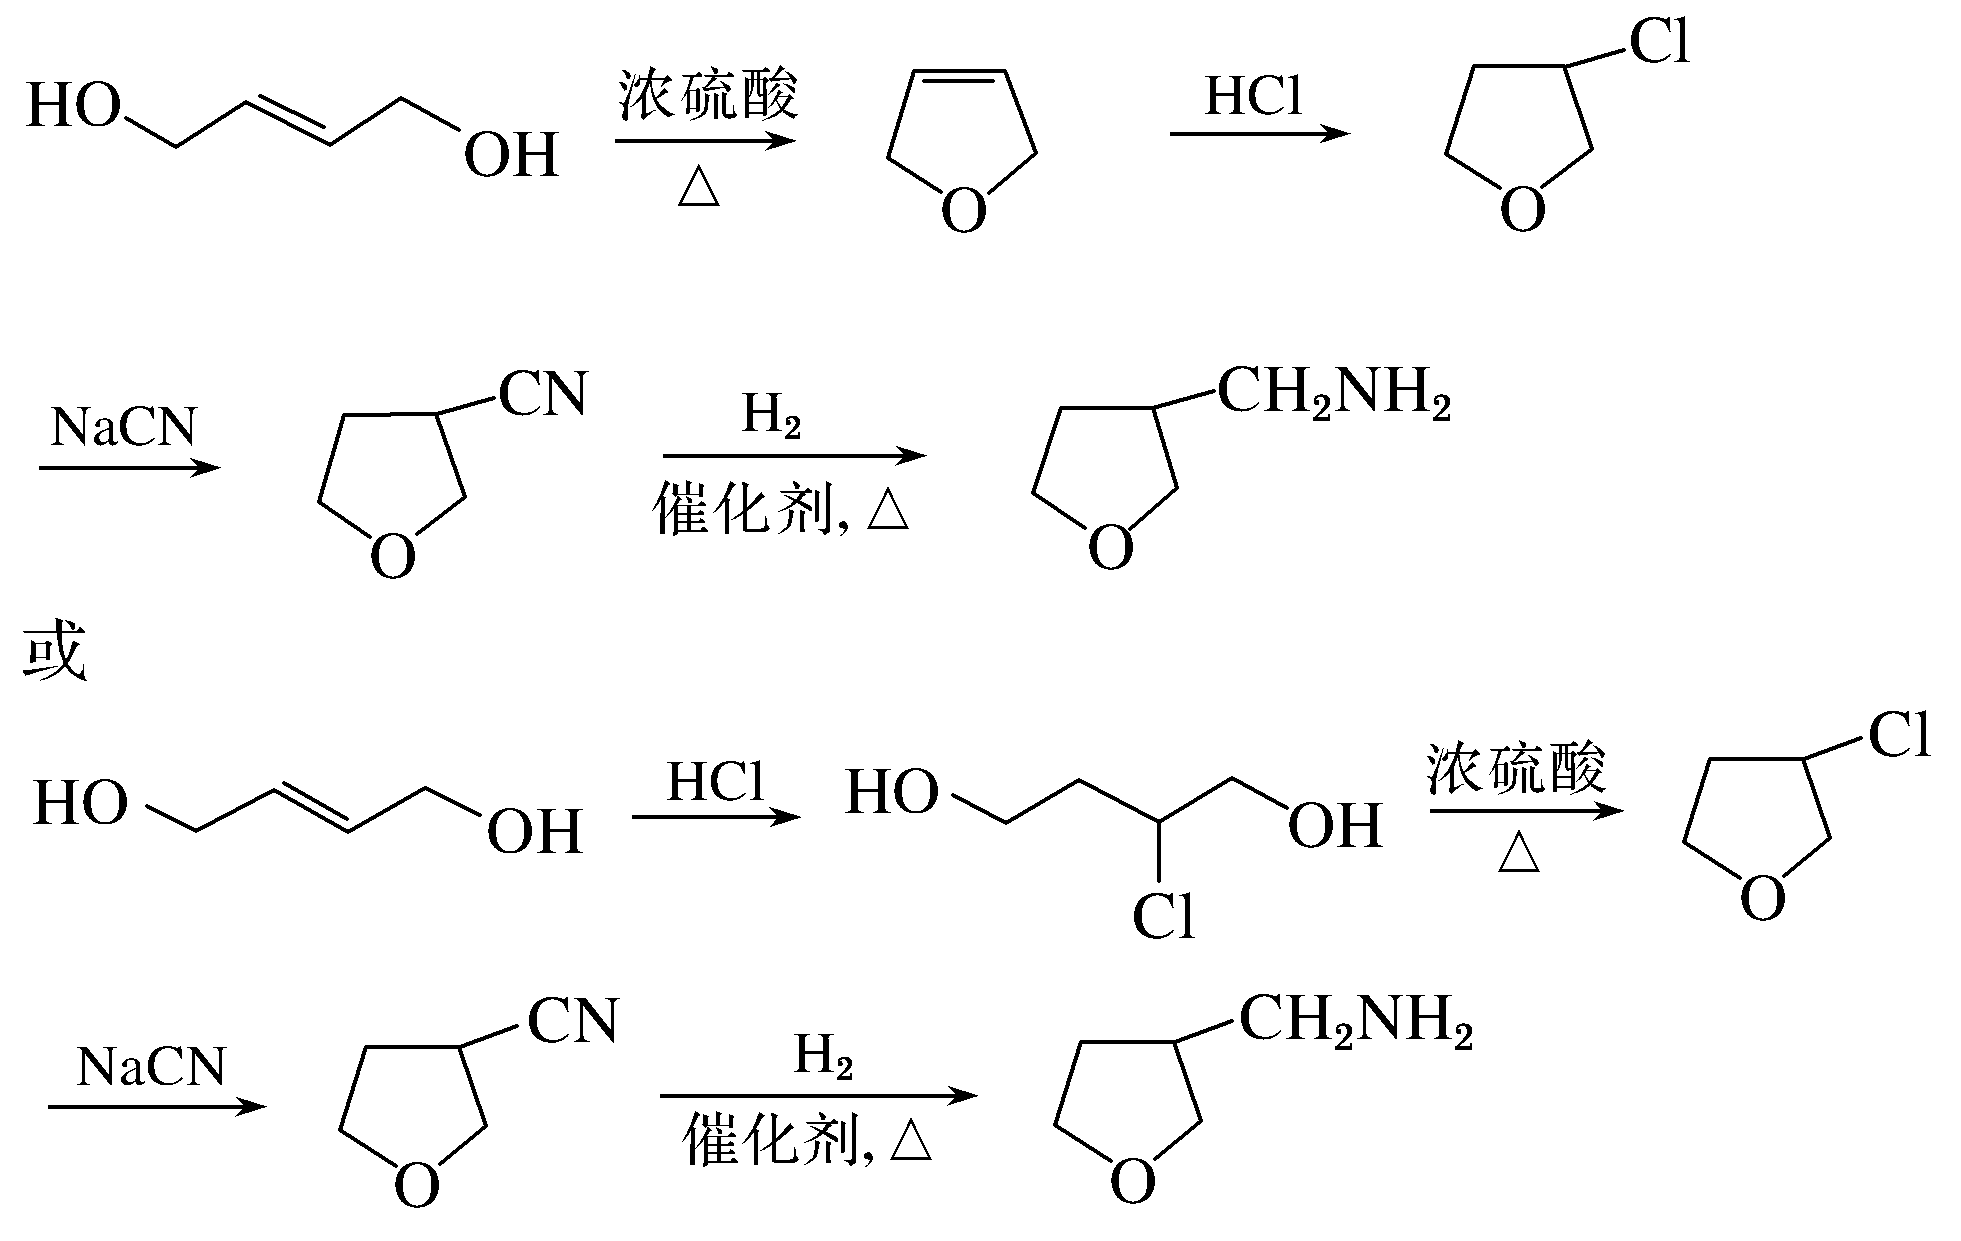 HO OH 浓硫酸 △ O HCl Cl O
NaCN CN O H₂ 催化剂,△ CH₂NH₂ O
或
HO OH HCl HO OH Cl 浓硫酸 △ Cl O
NaCN CN O H₂ 催化剂,△ CH₂NH₂ O